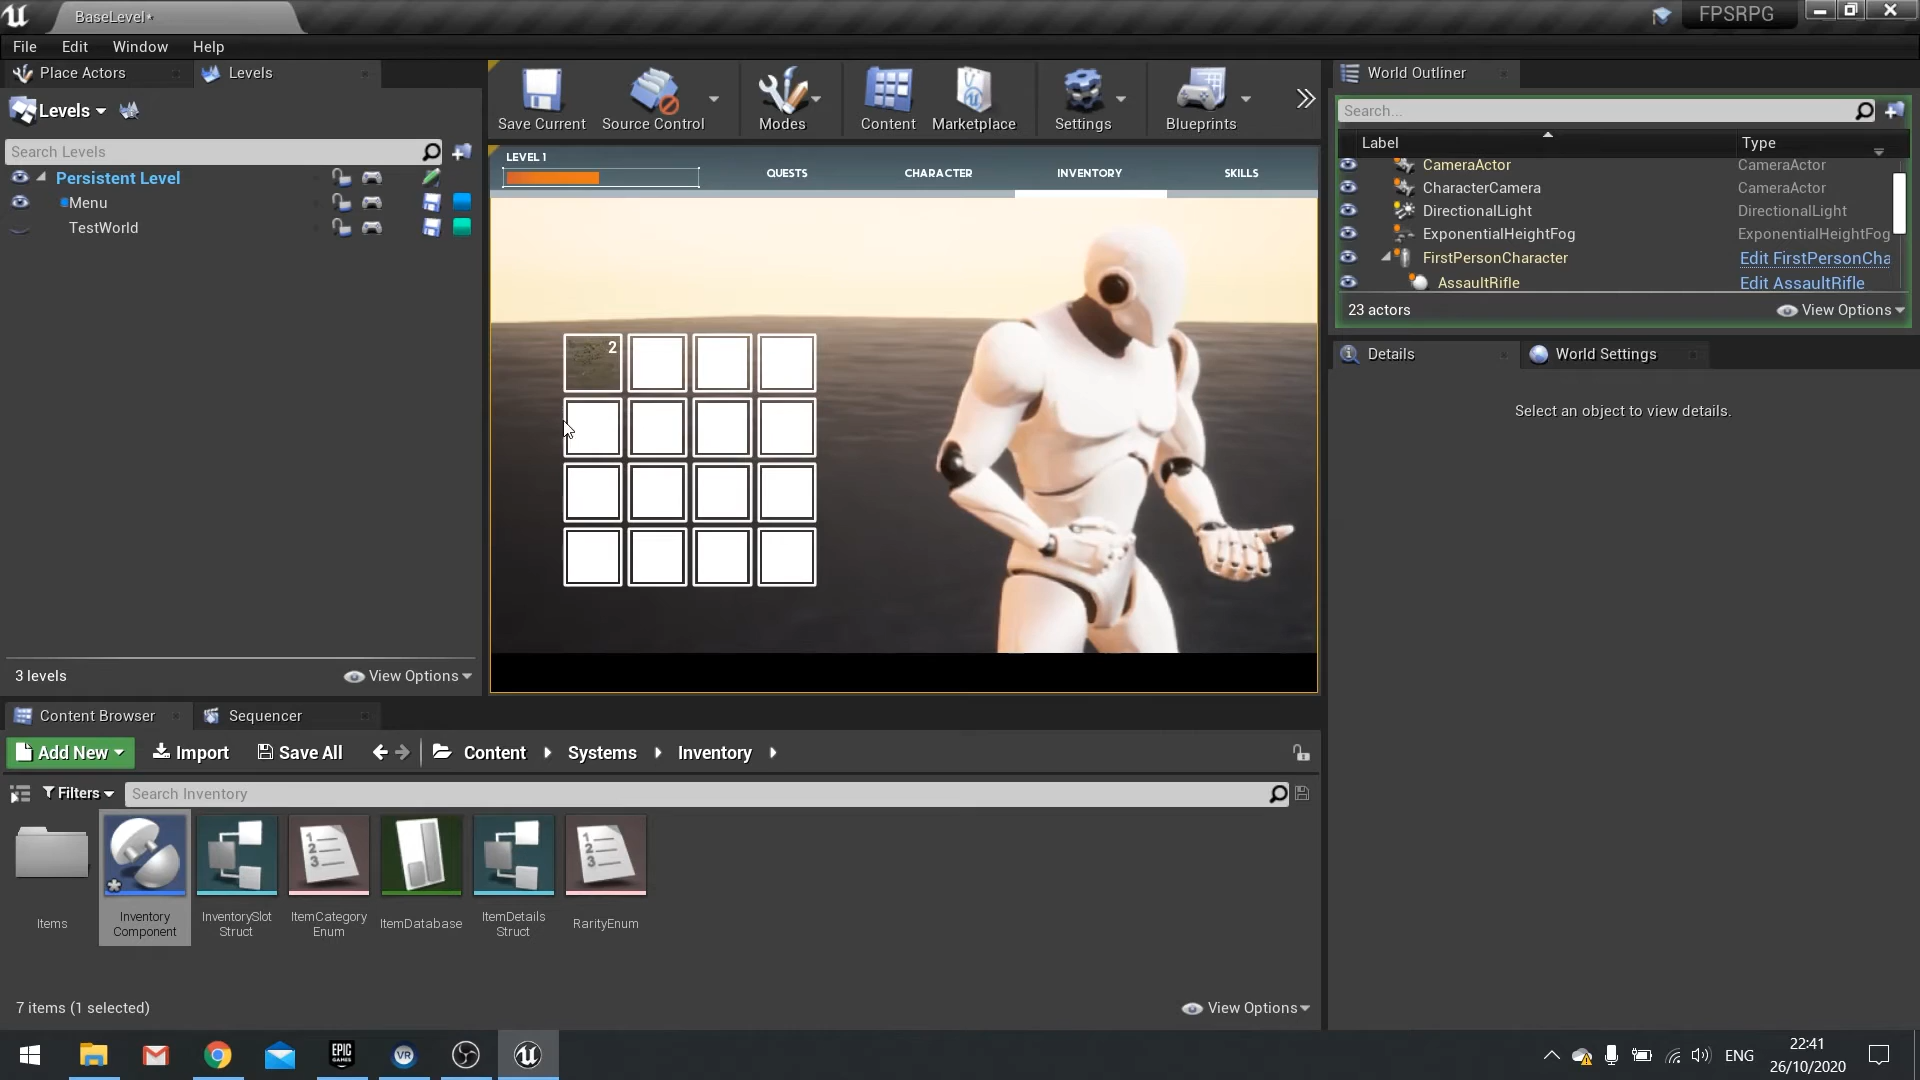 BaseLevel*
FPSRPG
File Edit Window Help
Place Actors
Levels
Levels
Search Levels
Persistent Level
Menu
TestWorld
3 levels
View Options
Save Current
Source Control
Modes
Content
Marketplace
Settings
Blueprints
LEVEL 1
QUESTS
CHARACTER
INVENTORY
SKILLS
2
World Outliner
Search...
Label Type
CameraActor CameraActor
CharacterCamera CameraActor
DirectionalLight DirectionalLight
ExponentialHeightFog ExponentialHeightFog
FirstPersonCharacter Edit FirstPersonCha
AssaultRifle Edit AssaultRifle
23 actors
View Options
Details
World Settings
Select an object to view details.
Content Browser
Sequencer
Add New Import Save All Content Systems Inventory
Filters
Search Inventory
Items
Inventory
Component
InventorySlot
Struct
ItemCategory
Enum
ItemDatabase
ItemDetails
Struct
RarityEnum
7 items (1 selected)
View Options
EPIC
GAMES
VR
ENG
22:41
26/10/2020